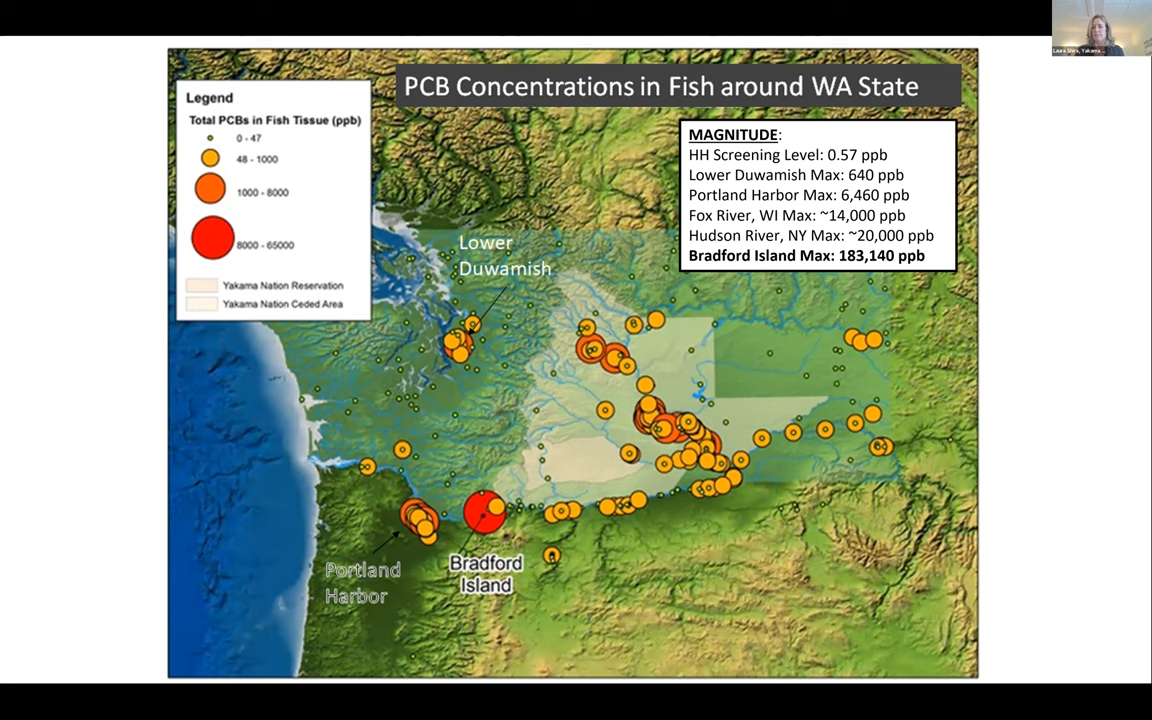 PCB Concentrations in Fish around WA State
Legend
Total PCBs in Fish Tissue (ppb)
0 - 47
48 - 1000
1000 - 8000
8000 - 65000
Yakama Nation Reservation
Yakama Nation Ceded Area
MAGNITUDE:
HH Screening Level: 0.57 ppb
Lower Duwamish Max: 640 ppb
Portland Harbor Max: 6,460 ppb
Fox River, WI Max: ~14,000 ppb
Hudson River, NY Max: ~20,000 ppb
Bradford Island Max: 183,140 ppb
Lower
Duwamish
Portland
Harbor
Bradford
Island
Laura Shira, Yakama